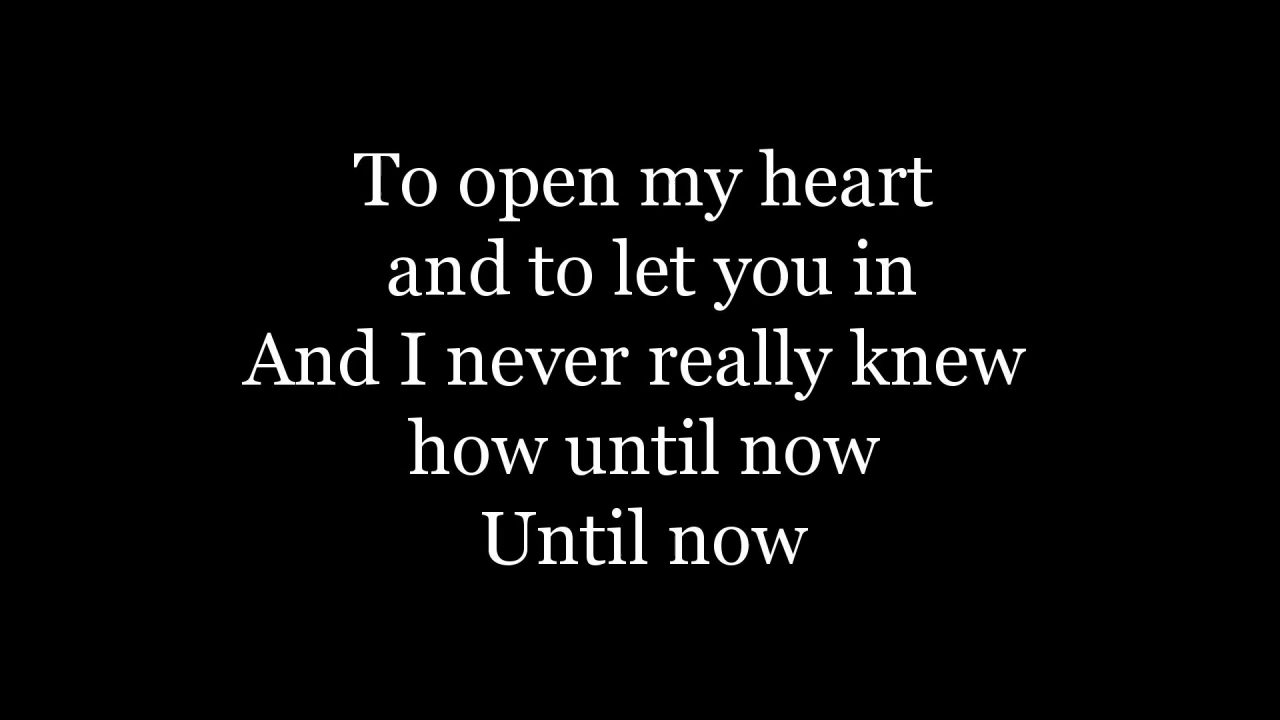 To open my heart
and to let you in
And I never really knew
how until now
Until now